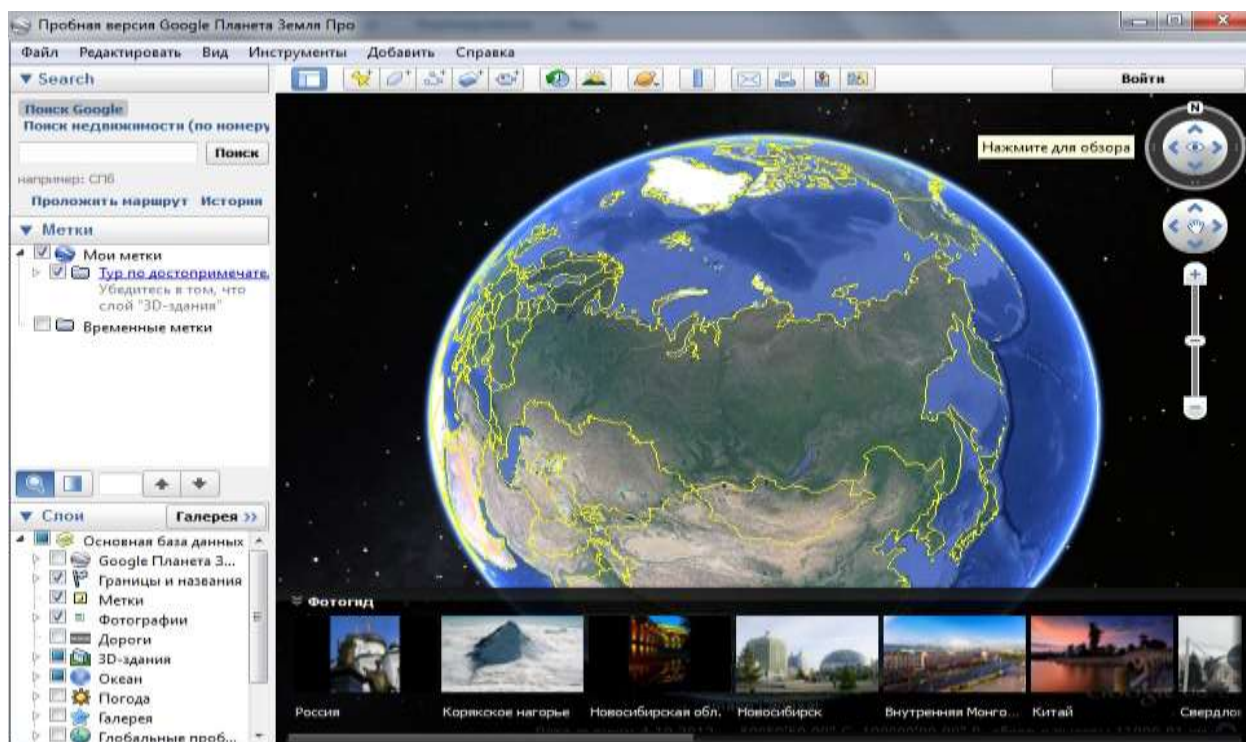 Пробная версия Google Планета Земля Про
Файл Редактировать Вид Инструменты Добавить Справка
Search
Войти
Поиск Google
Поиск недвижимости (по номеру
Поиск
например: СПб
Проложить маршрут История
Метки
Мои метки
Тур по достопримечате
Убедитесь в том, что
слой "3D-здания"
Временные метки
Слои Галерея >>
Основная база данных
Google Планета З...
Границы и названия
Метки
Фотографии
Дороги
3D-здания
Океан
Погода
Галерея
Глобальные проб...
N
Нажмите для обзора
Фотогид
Россия Корякское нагорье Новосибирская обл. Новосибирск Внутренняя Монго... Китай Свердлов